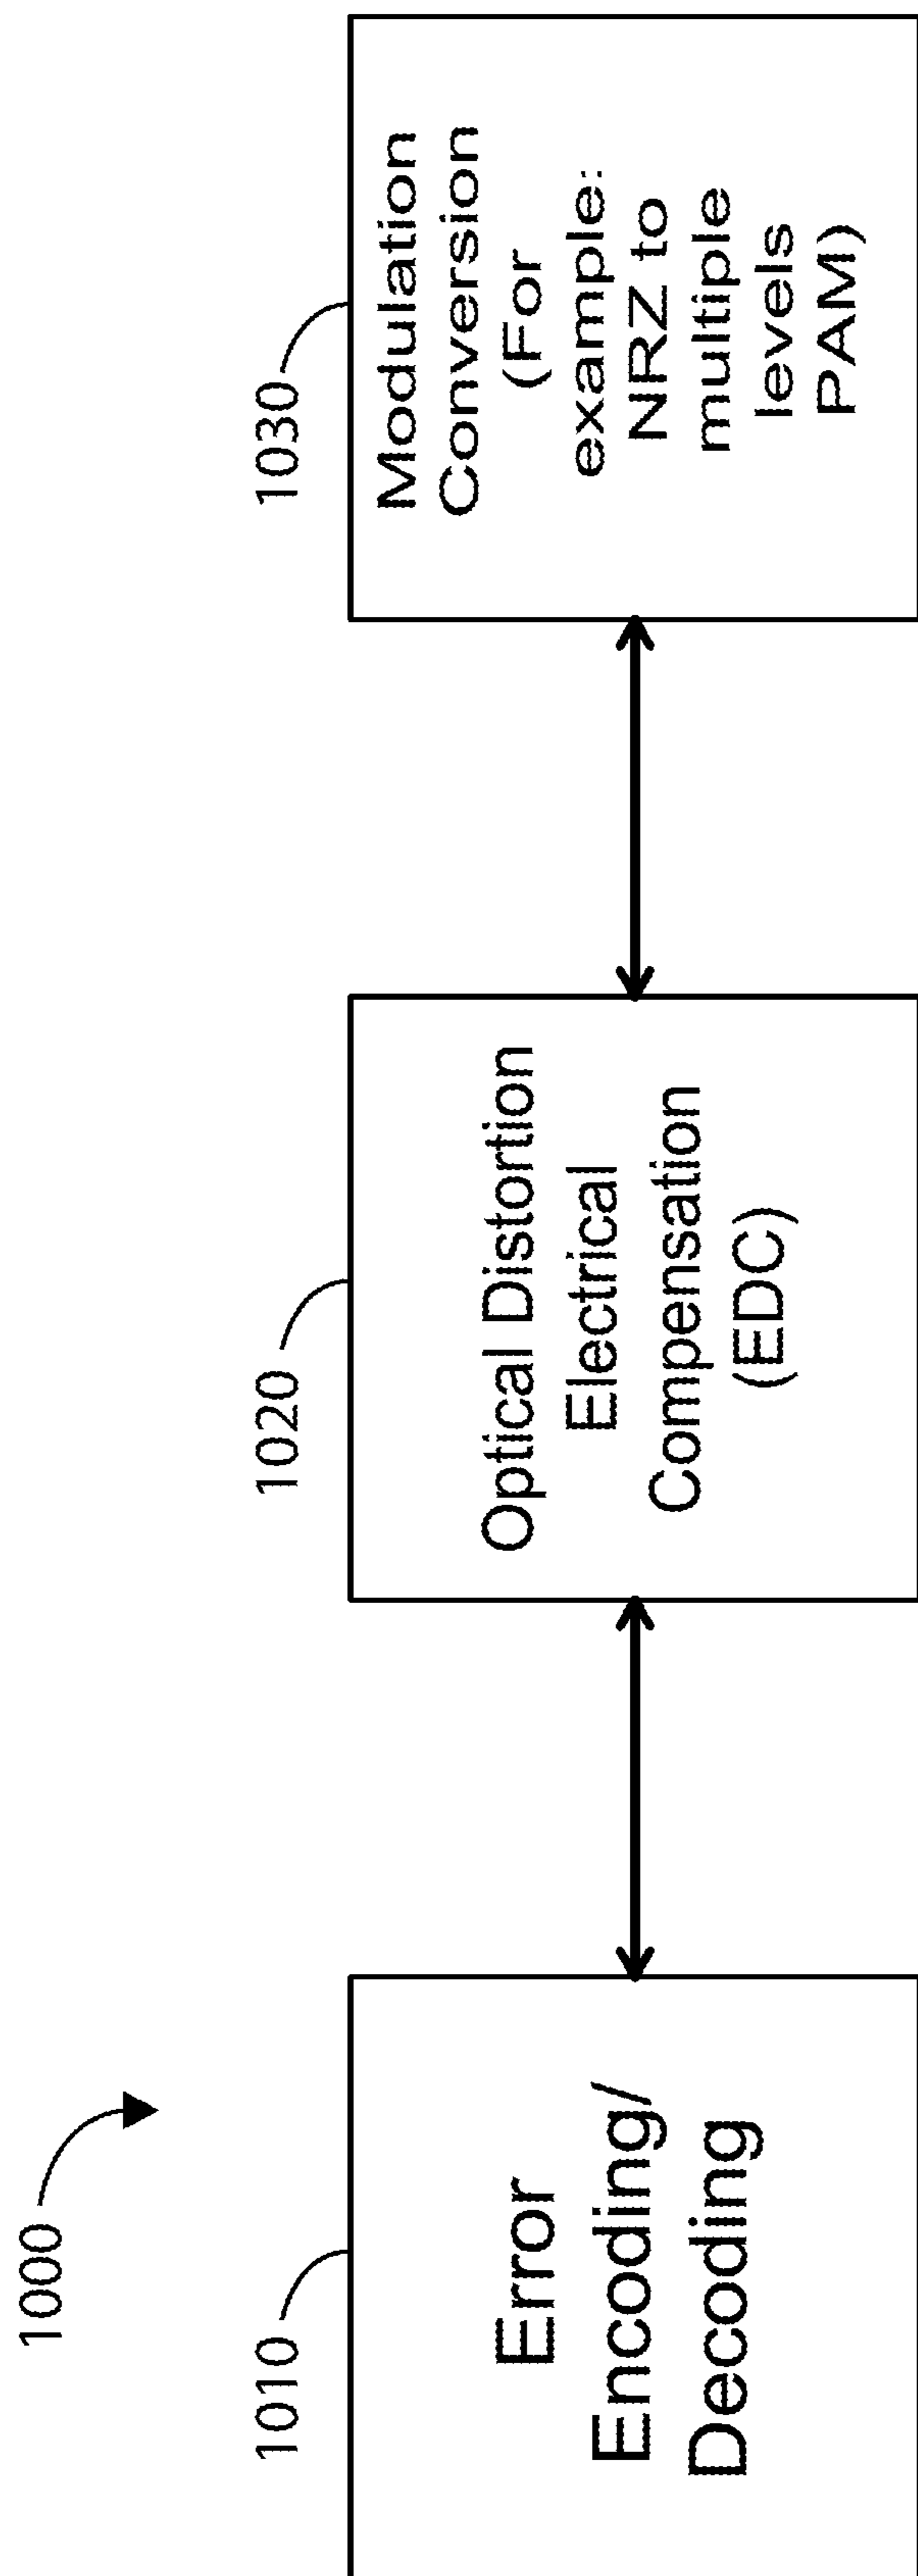 1000
1010
Error
Encoding/
Decoding
1020
Optical Distortion
Electrical
Compensation
(EDC)
1030
Modulation
Conversion
(For
example:
NRZ to
multiple
levels
PAM)